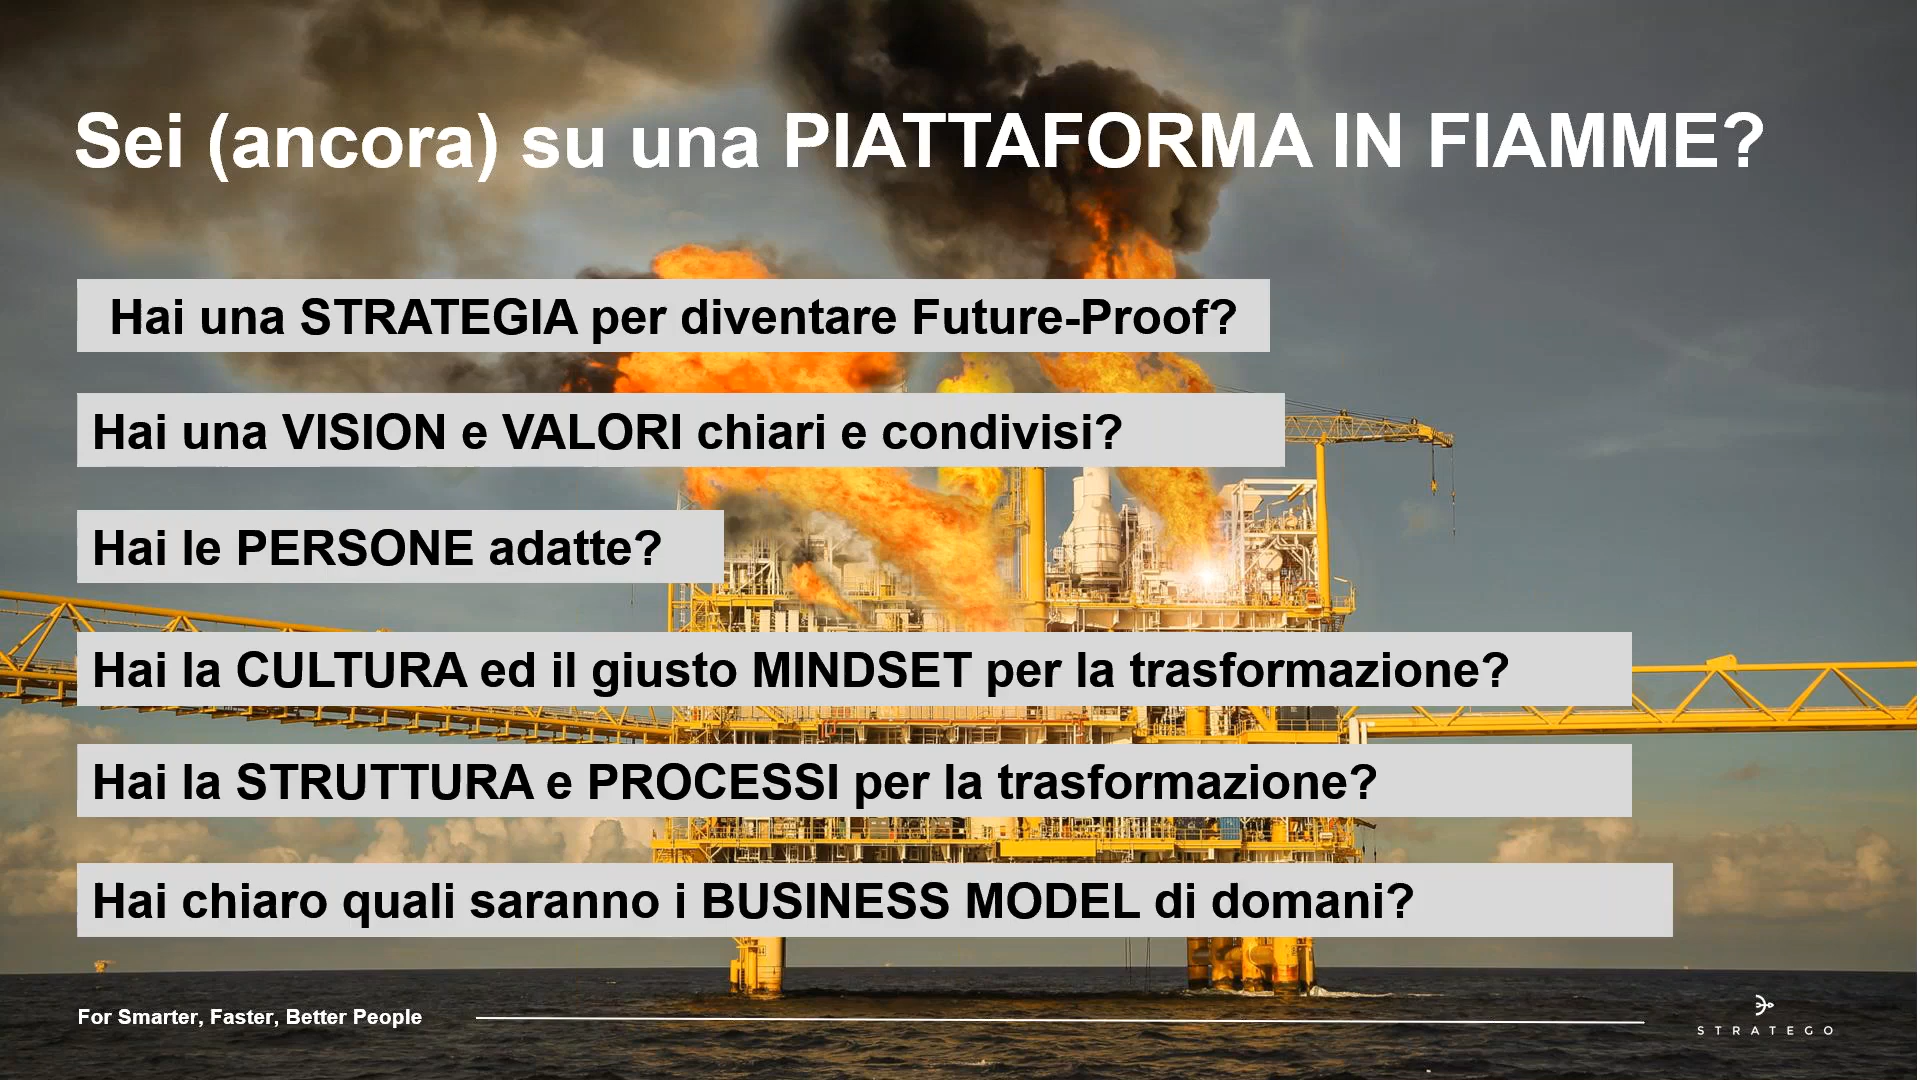 Sei (ancora) su una PIATTAFORMA IN FIAMME?
Hai una STRATEGIA per diventare Future-Proof?
Hai una VISION e VALORI chiari e condivisi?
Hai le PERSONE adatte?
Hai la CULTURA ed il giusto MINDSET per la trasformazione?
Hai la STRUTTURA e PROCESSI per la trasformazione?
Hai chiaro quali saranno i BUSINESS MODEL di domani?
For Smarter, Faster, Better People
STRATEGO